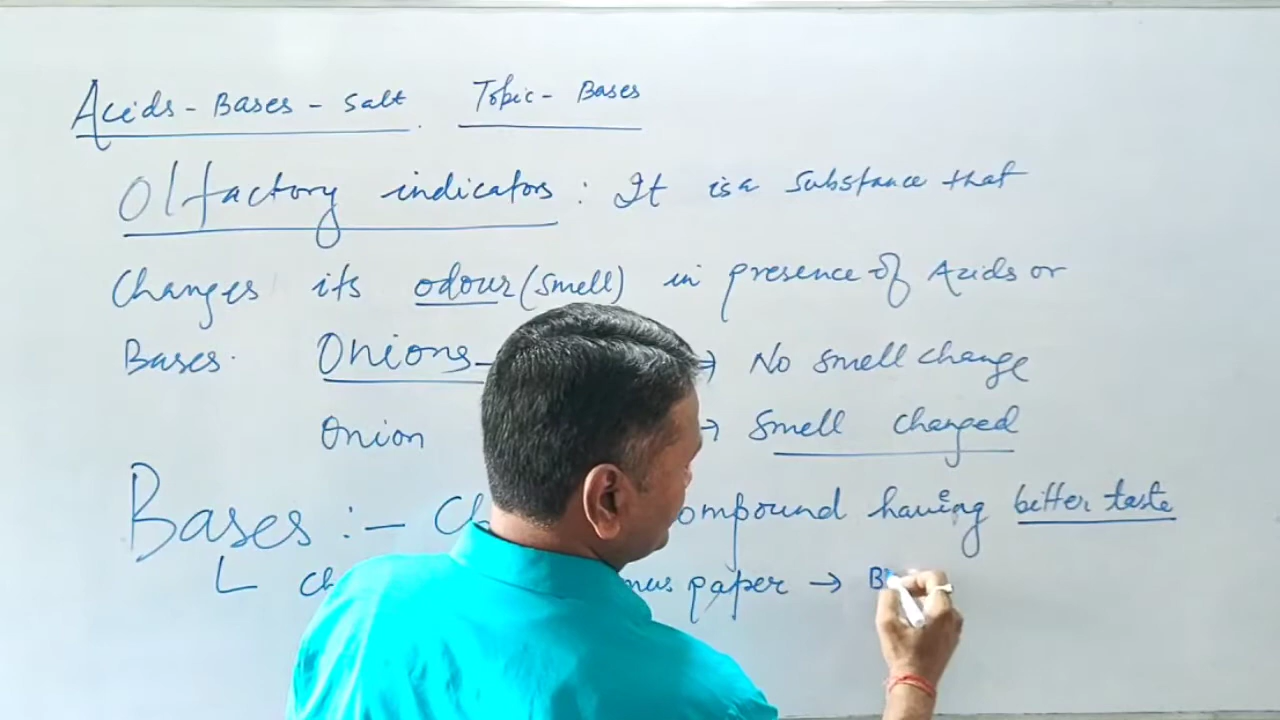 Acids - Bases - Salt Topic - Bases
Olfactory indicators : It is a substance that
Changes its odour (smell) in presence of Acids or
Bases. Onions → No smell change
Onion → Smell changed
Bases :- having bitter taste
paper →